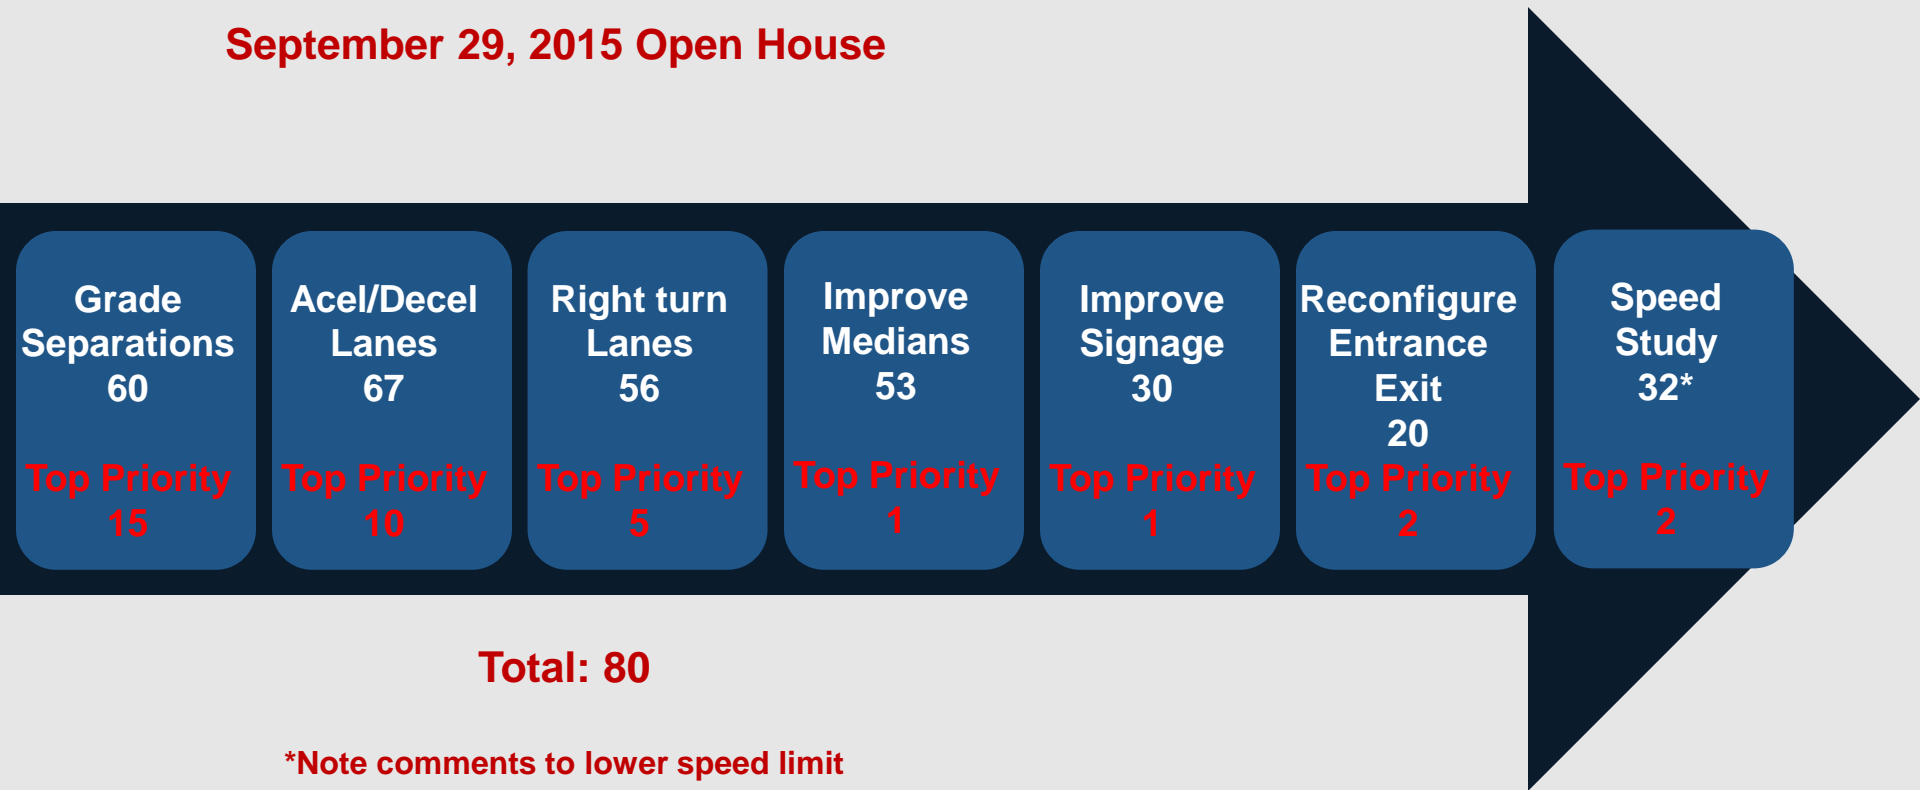 September 29, 2015 Open House
Grade
Separations
60
Top Priority
15
Acel/Decel
Lanes
67
Top Priority
10
Right turn
Lanes
56
Top Priority
5
Improve
Medians
53
Top Priority
1
Improve
Signage
30
Top Priority
1
Reconfigure
Entrance
Exit
20
Top Priority
2
Speed
Study
32*
Top Priority
2
Total: 80
*Note comments to lower speed limit